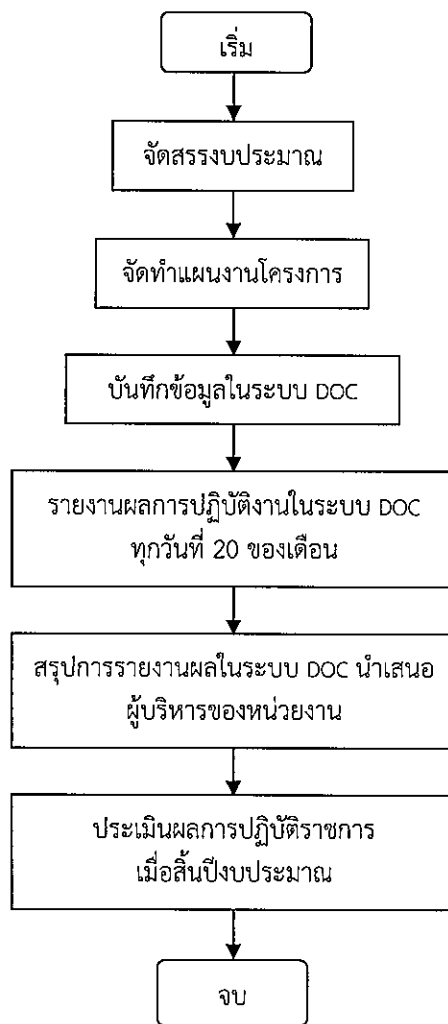 เริ่ม
จัดสรรงบประมาณ
จัดทำแผนงานโครงการ
บันทึกข้อมูลในระบบ DOC
รายงานผลการปฏิบัติงานในระบบ DOC
ทุกวันที่ 20 ของเดือน
สรุปการรายงานผลในระบบ DOC นำเสนอ
ผู้บริหารของหน่วยงาน
ประเมินผลการปฏิบัติราชการ
เมื่อสิ้นปีงบประมาณ
จบ